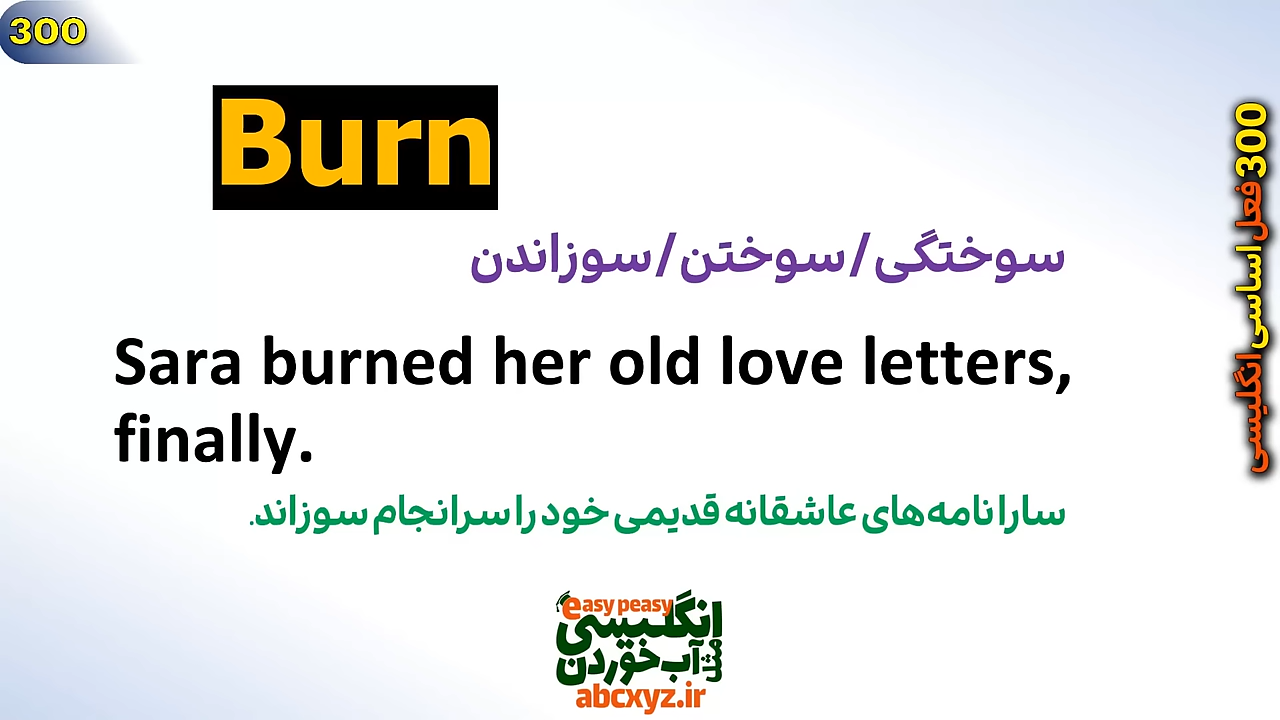 300
Burn
سوختگی/سوختن/سوزاندن
Sara burned her old love letters,
finally.
سارا نامه‌های عاشقانه قدیمی خود را سرانجام سوزاند.
300 فعل اساسی انگلیسی
easy peasy
انگلیسی
مثل آب خوردن
abcxyz.ir